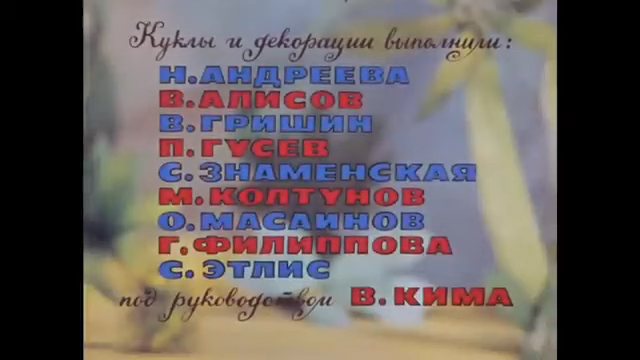 Куклы и декорации выполнили:
Н.АНДРЕЕВА
В.АЛИСОВ
В.ГРИШИН
П.ГУСЕВ
С.ЗНАМЕНСКАЯ
М.КОЛТУНОВ
О.МАСАИНОВ
Г.ФИЛИППОВА
С.ЭТЛИС
под руководством В.КИМА